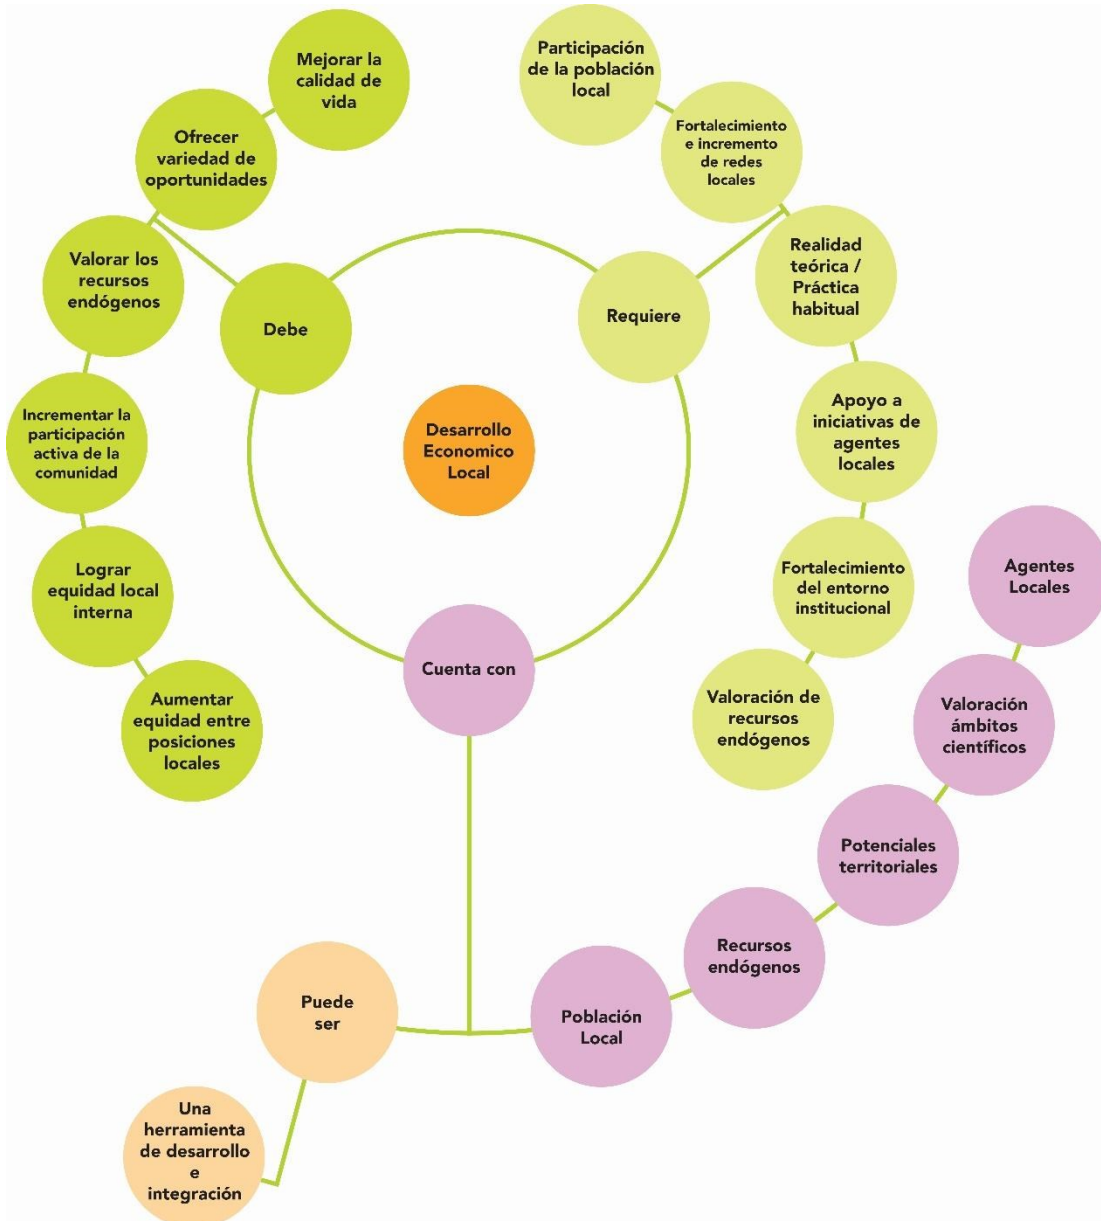 Mejorar la
calidad de
vida
Ofrecer
variedad de
oportunidades
Valorar los
recursos
endógenos
Incrementar la
participación
activa de la
comunidad
Lograr
equidad local
interna
Aumentar
equidad entre
posiciones
locales
Debe
Participación
de la población
local
Fortalecimiento
e incremento
de redes
locales
Realidad
teórica /
Práctica
habitual
Apoyo a
iniciativas de
agentes
locales
Fortalecimiento
del entorno
institucional
Valoración de
recursos
endógenos
Requiere
Desarrollo
Economico
Local
Cuenta con
Agentes
Locales
Valoración
ámbitos
científicos
Potenciales
territoriales
Recursos
endógenos
Población
Local
Puede
ser
Una
herramienta
de desarrollo
e
integración